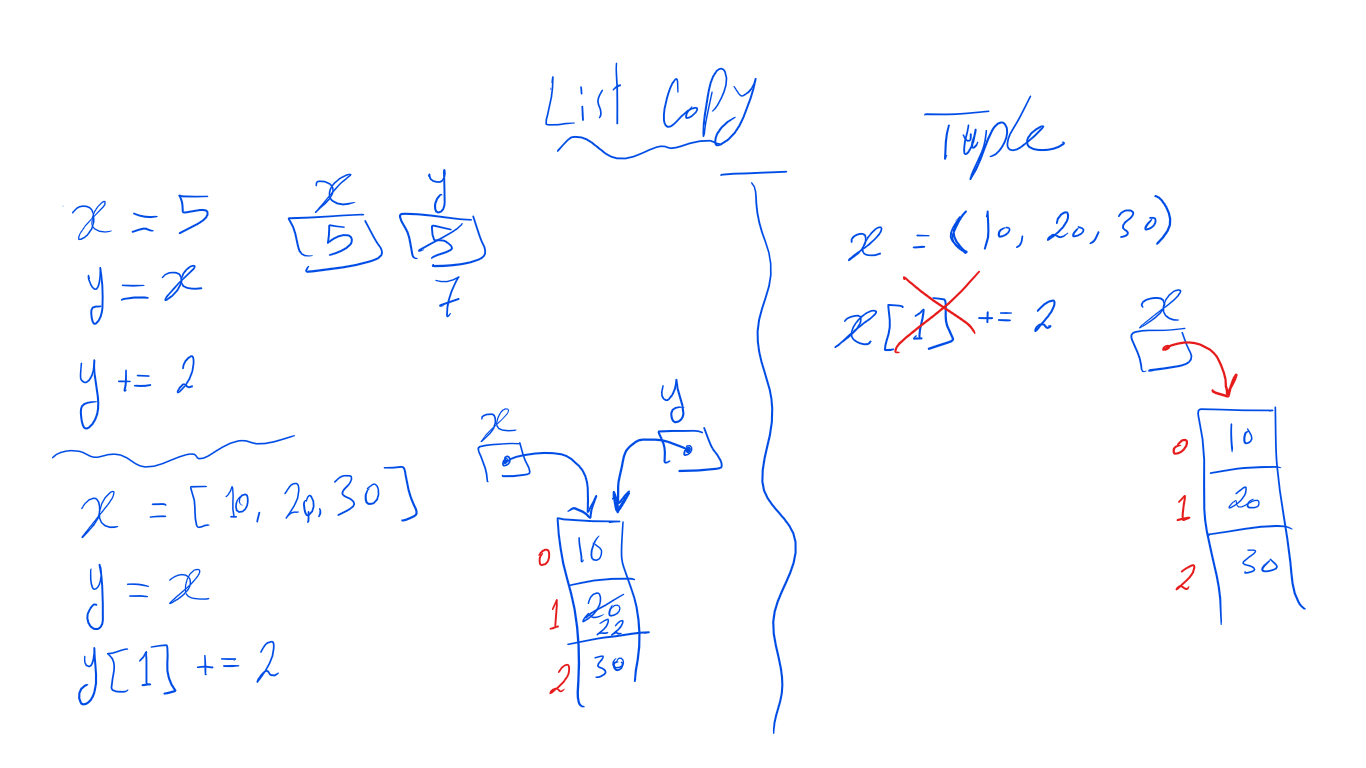 List Copy
x = 5
x y
5 5
y = x
7
y += 2
x = [10, 20, 30]
y = x
y[1] += 2
x y
0 10
1 20
22
2 30
Tuple
x = (10, 20, 30)
x[1] += 2
x
0 10
1 20
2 30